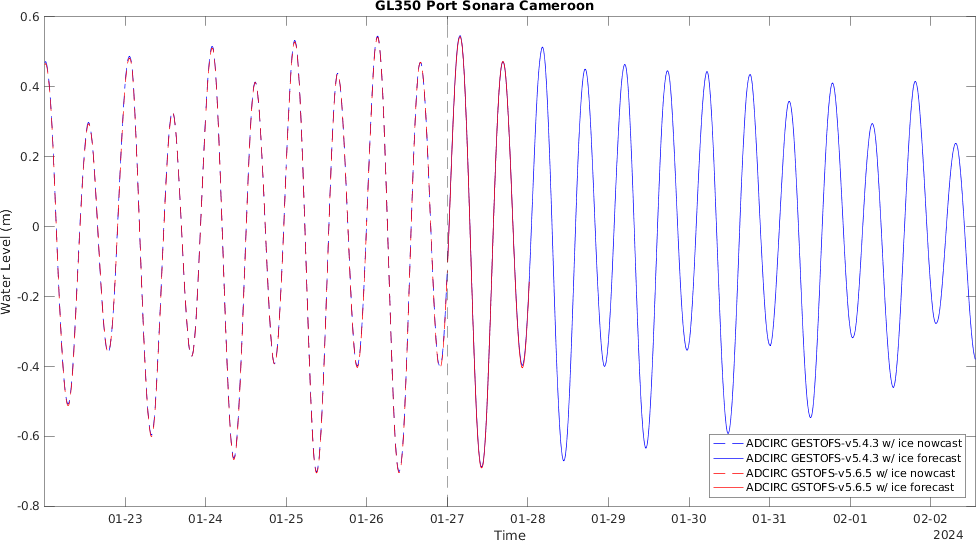 GL350 Port Sonara Cameroon
0.6
0.4
0.2
0
-0.2
-0.4
-0.6
-0.8
Water Level (m)
ADCIRC GESTOFS-v5.4.3 w/ ice nowcast
ADCIRC GESTOFS-v5.4.3 w/ ice forecast
ADCIRC GSTOFS-v5.6.5 w/ ice nowcast
ADCIRC GSTOFS-v5.6.5 w/ ice forecast
01-23 01-24 01-25 01-26 01-27 01-28 01-29 01-30 01-31 02-01 02-02
Time
2024